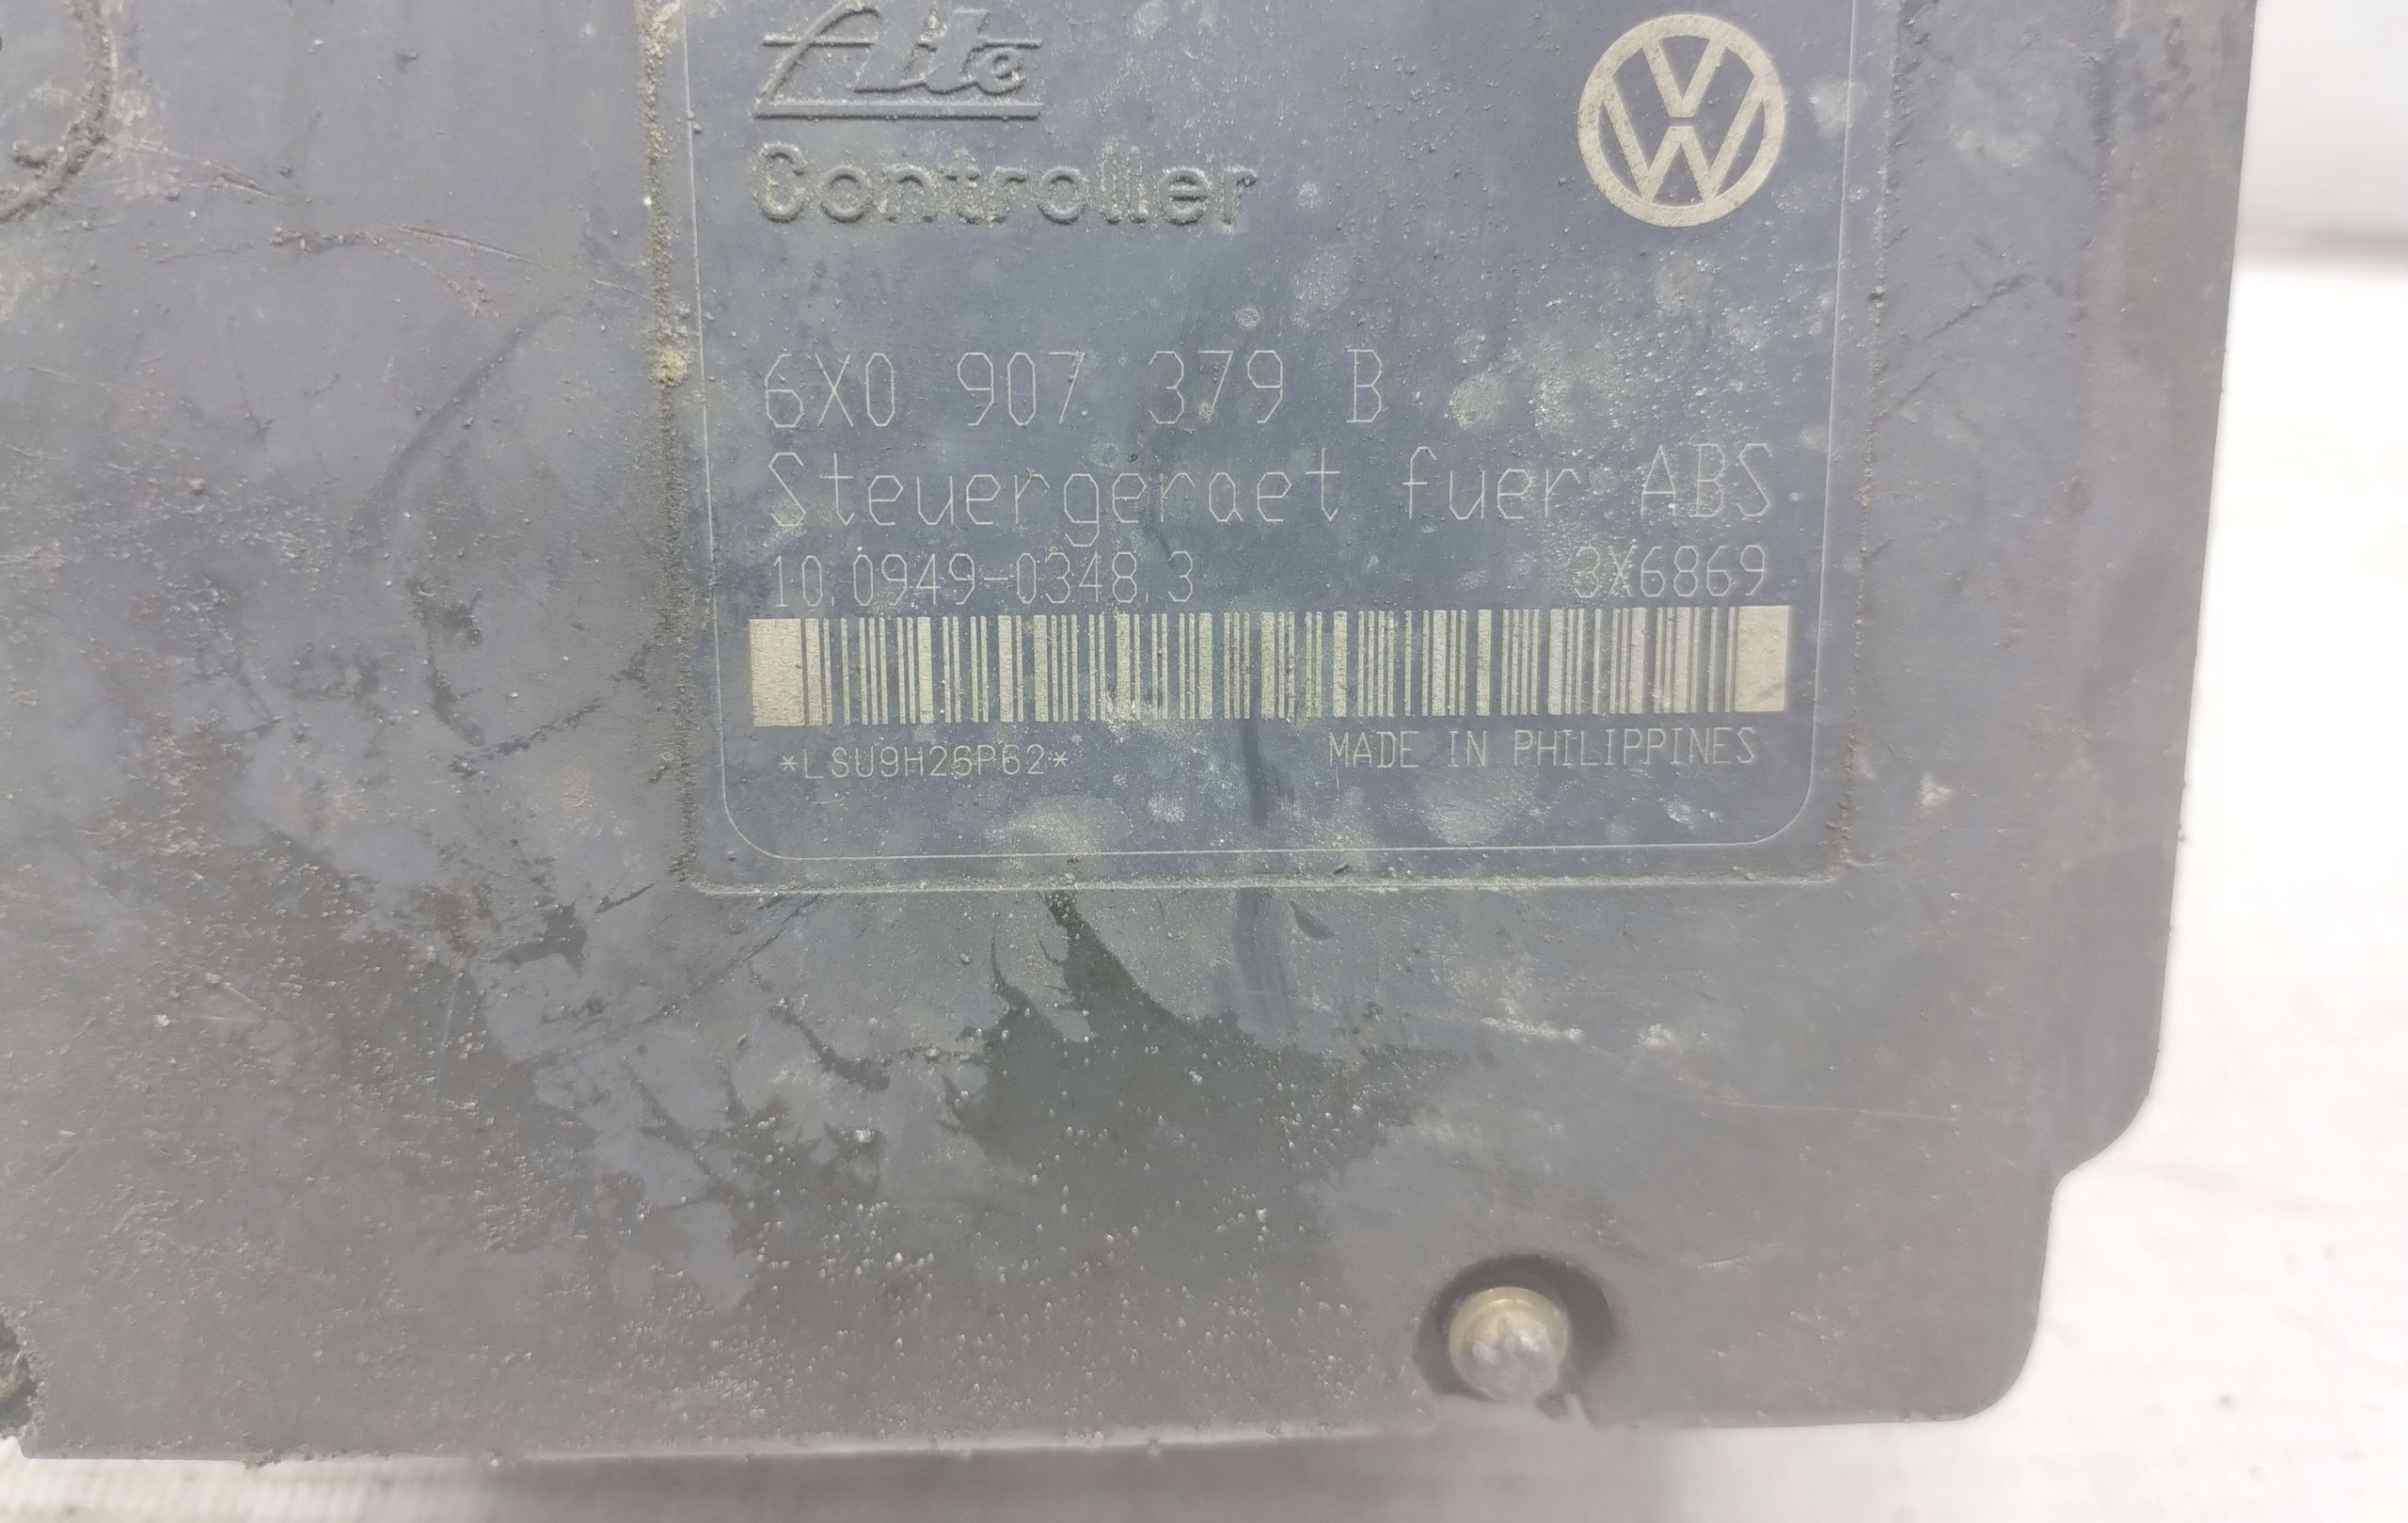 Ate
Controller
6X0 907 379 B
Steuergeraet fuer ABS
10.0949-0348.3 3X6869
*LSU9H26P62*
MADE IN PHILIPPINES